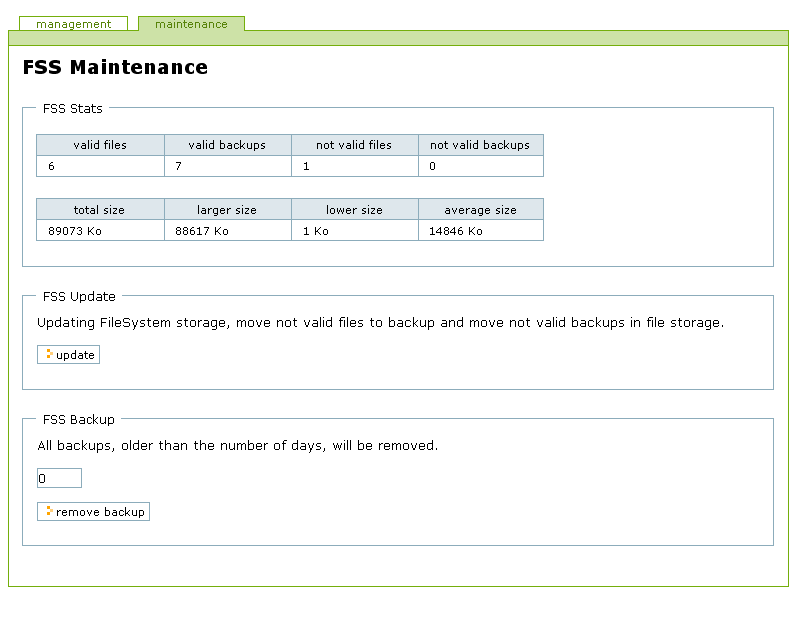 management maintenance
FSS Maintenance
FSS Stats
valid files valid backups not valid files not valid backups
6 7 1 0
total size larger size lower size average size
89073 Ko 88617 Ko 1 Ko 14846 Ko
FSS Update
Updating FileSystem storage, move not valid files to backup and move not valid backups in file storage.
update
FSS Backup
All backups, older than the number of days, will be removed.
0
remove backup